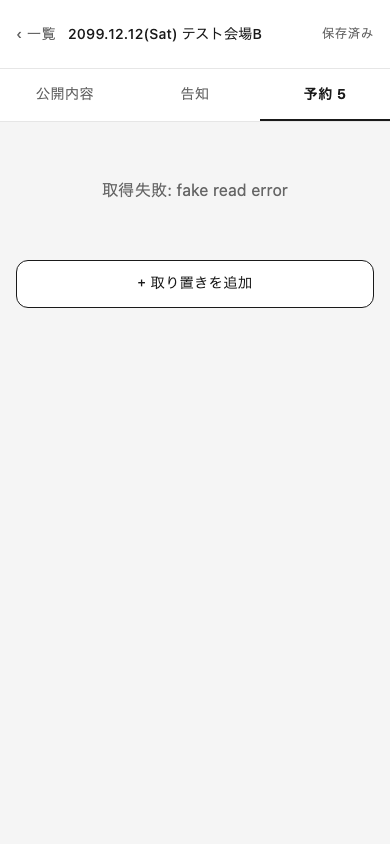 ‹ 一覧 2099.12.12(Sat) テスト会場B 保存済み
公開内容 告知 予約 5
取得失敗: fake read error
+ 取り置きを追加